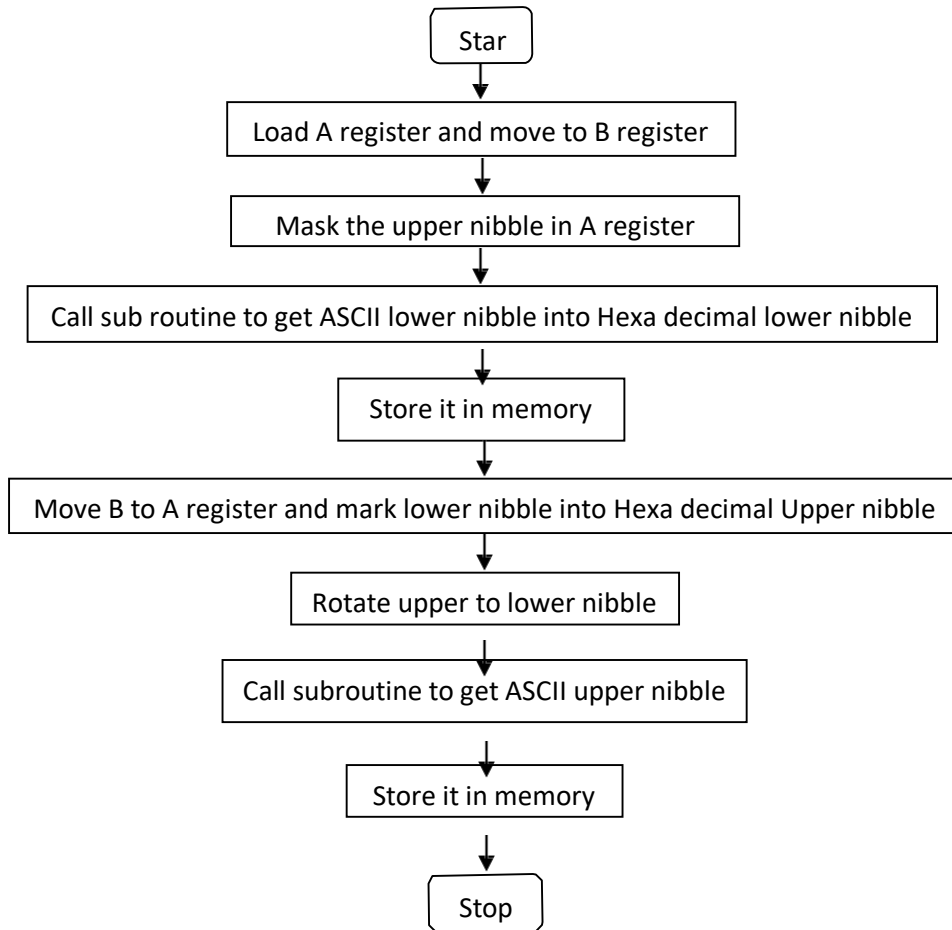 Star
Load A register and move to B register
Mask the upper nibble in A register
Call sub routine to get ASCII lower nibble into Hexa decimal lower nibble
Store it in memory
Move B to A register and mark lower nibble into Hexa decimal Upper nibble
Rotate upper to lower nibble
Call subroutine to get ASCII upper nibble
Store it in memory
Stop